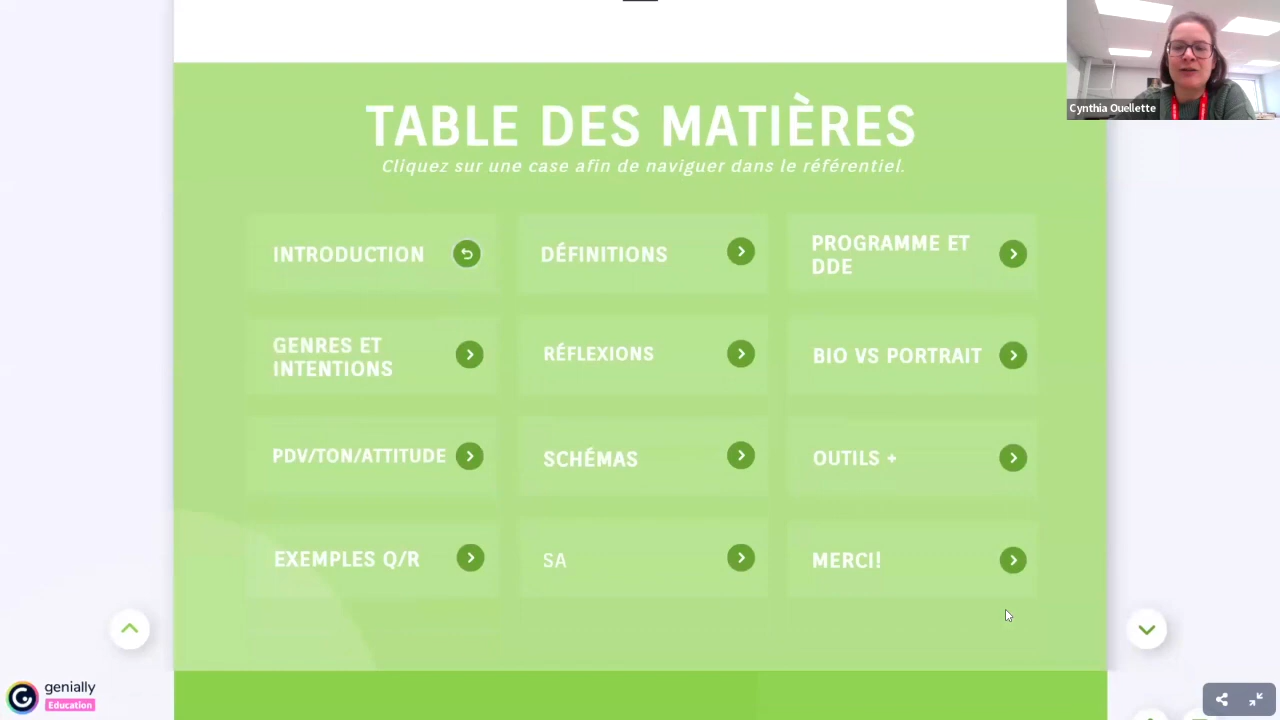 Cynthia Ouellette
TABLE DES MATIÈRES
Cliquez sur une case afin de naviguer dans le référentiel.
INTRODUCTION
DÉFINITIONS
PROGRAMME ET
DDE
GENRES ET
INTENTIONS
RÉFLEXIONS
BIO VS PORTRAIT
PDV/TON/ATTITUDE
SCHÉMAS
OUTILS +
EXEMPLES Q/R
SA
MERCI!
genially
Education